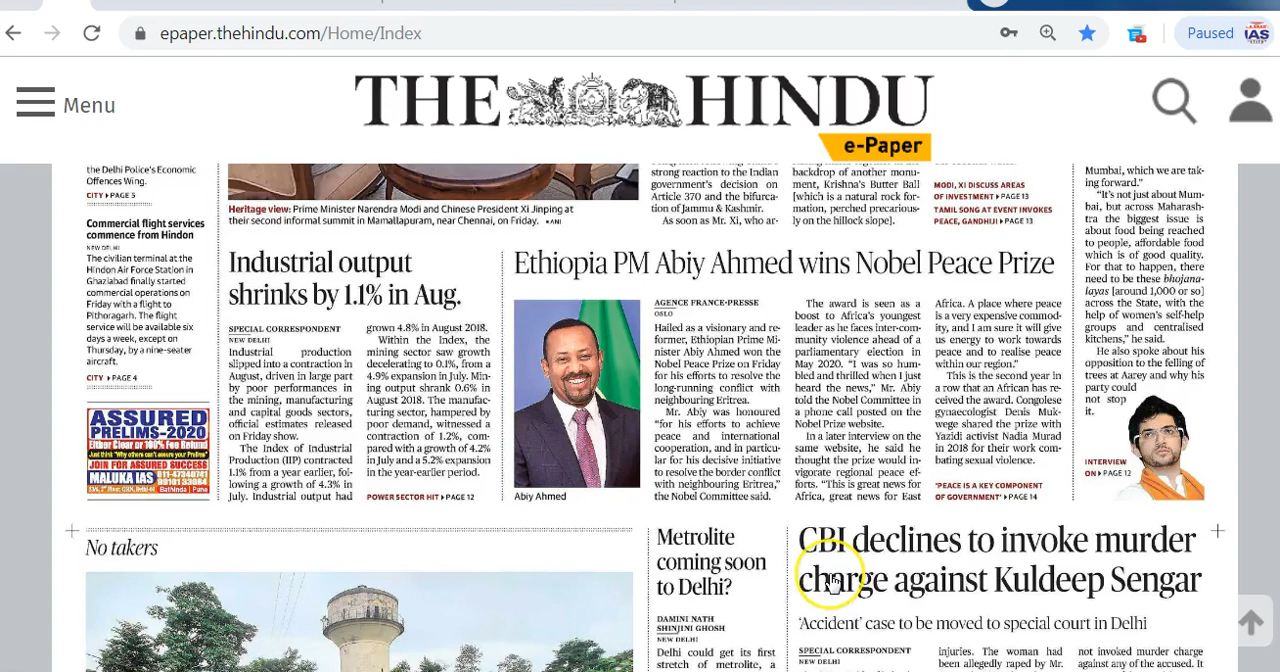 Paused
IAS
epaper.thehindu.com/Home/Index
Menu
THE HINDU
e-Paper
the Delhi Police's Economic
Offences Wing.
CITY ▸ PAGE 5
Commercial flight services
commence from Hindon
NEW DELHI
The civilian terminal at the
Hindon Air Force Station in
Ghaziabad finally started
commercial operations on
Friday with a flight to
Pithoragarh. The flight
service will be available six
days a week, except on
Thursday, by a nine-seater
aircraft.
CITY ▸ PAGE 4
ASSURED
PRELIMS-2020
Either Clear or 100% Fee Refund
JOIN FOR ASSURED SUCCESS
MALUKA IAS
Heritage view: Prime Minister Narendra Modi and Chinese President Xi Jinping at
their second informal summit in Mamallapuram, near Chennai, on Friday. ▪ ANI
strong reaction to the Indian
government's decision on
Article 370 and the bifurca-
tion of Jammu & Kashmir.
As soon as Mr. Xi, who ar-
backdrop of another monu-
ment, Krishna's Butter Ball
[which is a natural rock for-
mation, perched precarious-
ly on the hillock slope].
MODI, XI DISCUSS AREAS
OF INVESTMENT ▸ PAGE 13
TAMIL SONG AT EVENT INVOKES
PEACE, GANDHIJI ▸ PAGE 13
Industrial output
shrinks by 1.1% in Aug.
SPECIAL CORRESPONDENT
NEW DELHI
Industrial production
slipped into a contraction in
August, driven in large part
by poor performances in
the mining, manufacturing
and capital goods sectors,
official estimates released
on Friday show.
The Index of Industrial
Production (IIP) contracted
1.1% from a year earlier, fol-
lowing a growth of 4.3% in
July. Industrial output had
grown 4.8% in August 2018.
Within the Index, the
mining sector saw growth
decelerating to 0.1%, from a
4.9% expansion in July. Min-
ing output shrank 0.6% in
August 2018. The manufac-
turing sector, hampered by
poor demand, witnessed a
contraction of 1.2%, com-
pared with a growth of 4.2%
in July and a 5.2% expansion
in the year-earlier period.
POWER SECTOR HIT ▸ PAGE 12
Ethiopia PM Abiy Ahmed wins Nobel Peace Prize
Abiy Ahmed
AGENCE FRANCE-PRESSE
OSLO
Hailed as a visionary and re-
former, Ethiopian Prime Mi-
nister Abiy Ahmed won the
Nobel Peace Prize on Friday
for his efforts to resolve the
long-running conflict with
neighbouring Eritrea.
Mr. Abiy was honoured
"for his efforts to achieve
peace and international
cooperation, and in particu-
lar for his decisive initiative
to resolve the border conflict
with neighbouring Eritrea,"
the Nobel Committee said.
The award is seen as a
boost to Africa's youngest
leader as he faces inter-com-
munity violence ahead of a
parliamentary election in
May 2020. "I was so hum-
bled and thrilled when I just
heard the news," Mr. Abiy
told the Nobel Committee in
a phone call posted on the
Nobel Prize website.
In a later interview on the
same website, he said he
thought the prize would in-
vigorate regional peace ef-
forts. "This is great news for
Africa, great news for East
Africa. A place where peace
is a very expensive commod-
ity, and I am sure it will give
us energy to work towards
peace and to realise peace
within our region."
This is the second year in
a row that an African has re-
ceived the award. Congolese
gynaecologist Denis Muk-
wege shared the prize with
Yazidi activist Nadia Murad
in 2018 for their work com-
bating sexual violence.
'PEACE IS A KEY COMPONENT
OF GOVERNMENT' ▸ PAGE 14
Mumbai, which we are tak-
ing forward."
"It's not just about Mum-
bai, but across Maharash-
tra the biggest issue is
about food being reached
to people, affordable food
which is of good quality.
For that to happen, there
need to be these bhojana-
layas [around 1,000 or so]
across the State, with the
help of women's self-help
groups and centralised
kitchens," he said.
He also spoke about his
opposition to the felling of
trees at Aarey and why his
party could
not stop
it.
INTERVIEW
ON ▸ PAGE 12
No takers
Metrolite
coming soon
to Delhi?
DAMINI NATH
SHINJINI GHOSH
NEW DELHI
Delhi could get its first
stretch of metrolite, a
CBI declines to invoke murder
charge against Kuldeep Sengar
'Accident' case to be moved to special court in Delhi
SPECIAL CORRESPONDENT
NEW DELHI
injuries. The woman had
been allegedly raped by Mr.
not invoked murder charge
against any of the accused. It